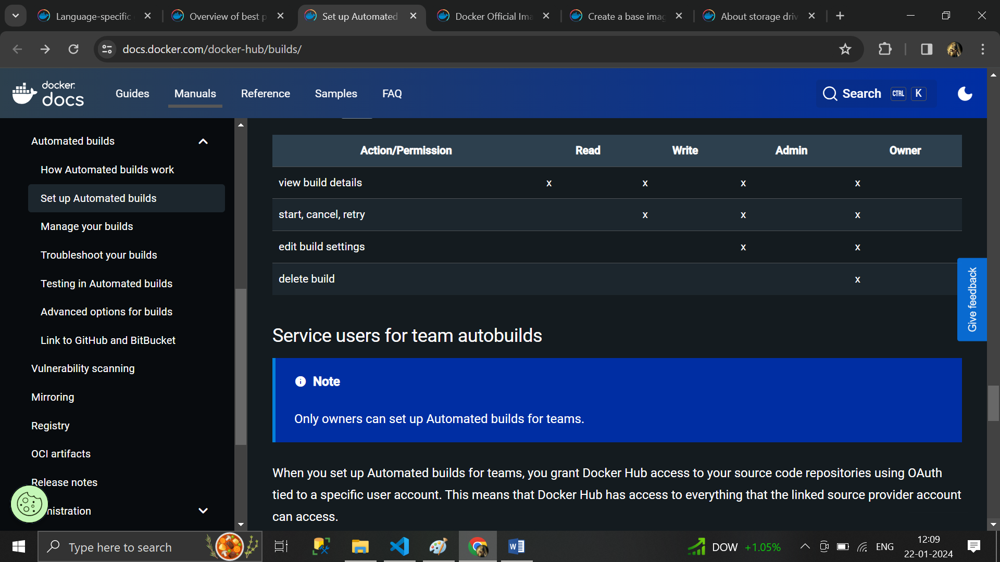 Language-specific
Overview of best p
Set up Automated
Docker Official Ima
Create a base imag
About storage driv
docs.docker.com/docker-hub/builds/
docker
docs
Guides
Manuals
Reference
Samples
FAQ
Search
CTRL
K
Automated builds
How Automated builds work
Set up Automated builds
Manage your builds
Troubleshoot your builds
Testing in Automated builds
Advanced options for builds
Link to GitHub and BitBucket
Vulnerability scanning
Mirroring
Registry
OCI artifacts
Release notes
nistration
Action/Permission Read Write Admin Owner
view build details x x x x
start, cancel, retry x x x
edit build settings x x
delete build x
Service users for team autobuilds
Note
Only owners can set up Automated builds for teams.
When you set up Automated builds for teams, you grant Docker Hub access to your source code repositories using OAuth
tied to a specific user account. This means that Docker Hub has access to everything that the linked source provider account
can access.
Give feedback
Type here to search
DOW +1.05%
ENG
12:09
22-01-2024